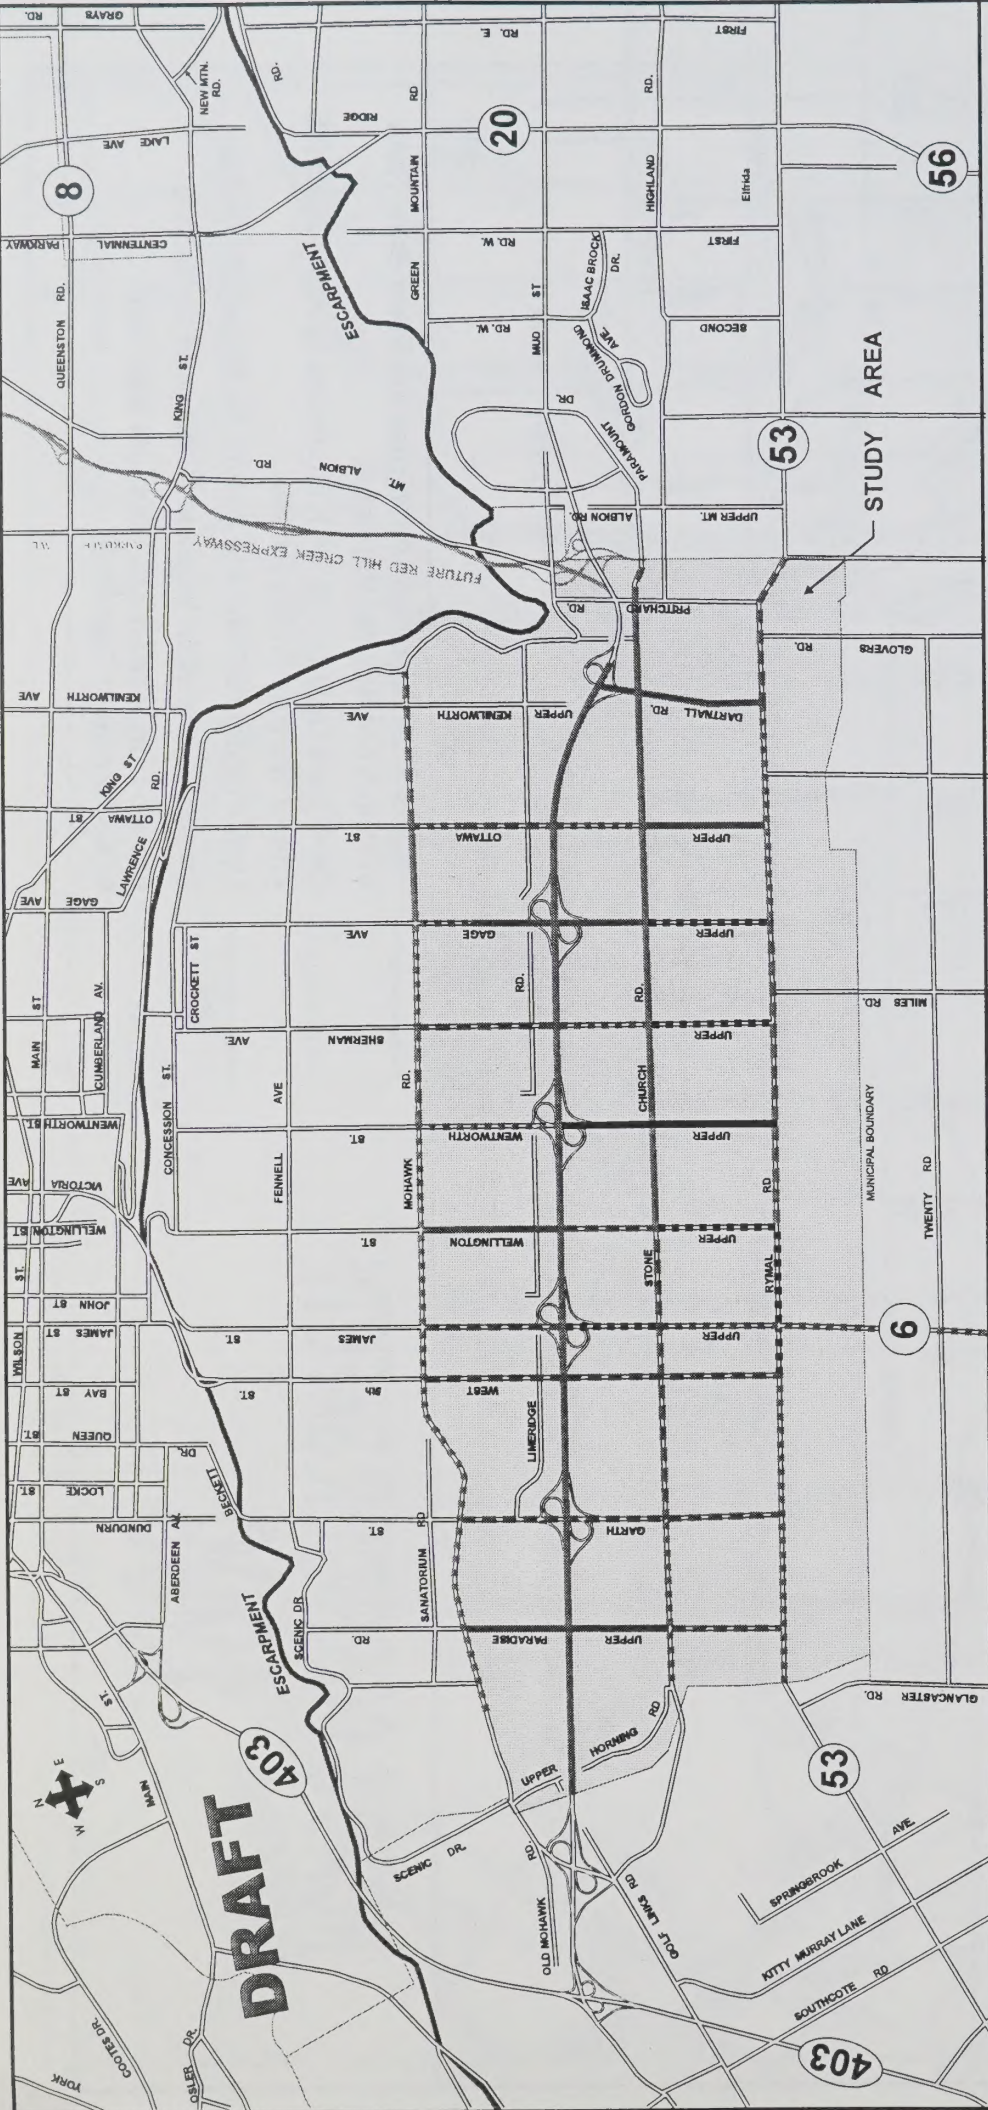 GRAYS RD.
NEW MTN. RD.
RD.
RIDGE
RD. E.
FIRST
LAKE AVE
8
MOUNTAIN RD
20
HIGHLAND RD.
Elfrida
56
CENTENNIAL PARKWAY
QUEENSTON RD.
KING ST.
ESCARPMENT
GREEN
RD. W.
FIRST
ISAAC BROCK DR.
MUD ST
RD. W.
SECOND
GORDON DRUMMOND AVE.
PARAMOUNT DR.
53
STUDY AREA
MT. ALBION RD.
ALBION RD
UPPER MT.
FUTURE RED HILL CREEK EXPRESSWAY
PRITCHARD RD.
GLOVERS RD.
KENILWORTH AVE
AVE.
KENILWORTH
UPPER
DARTNALL RD.
KING ST
OTTAWA ST
LAWRENCE RD.
ST.
OTTAWA
UPPER
GAGE AVE
AVE.
GAGE
UPPER
CROCKETT ST
RD.
RD.
MILES RD.
MAIN ST
CUMBERLAND AV.
AVE.
SHERMAN
UPPER
CONCESSION ST.
FENNELL AVE
MOHAWK RD.
CHURCH
WENTWORTH ST.
ST.
WENTWORTH
UPPER
MUNICIPAL BOUNDARY
TWENTY RD
VICTORIA AVE
WELLINGTON ST
ST.
WELLINGTON
UPPER
STONE
RYMAL RD
ST.
WILSON
JOHN ST
JAMES ST
ST.
JAMES
UPPER
6
BAY ST
ST.
9th
WEST
LIMERIDGE
QUEEN ST.
BECKETT DR.
LOCKE ST.
DUNDURN
ABERDEEN AV.
ST.
SANATORIUM RD
GARTH
ESCARPMENT
SCENIC DR
RD.
PARADISE
UPPER
GLANCASTER RD.
MAIN ST.
N
E
S
W
403
DRAFT
UPPER HORNING RD
SCENIC DR.
OLD MOHAWK RD.
GOLF LINKS RD
53
SPRINGBROOK AVE.
KITTY MURRAY LANE
SOUTHCOTE RD
403
COOTES DR.
YORK
OSLER DR.